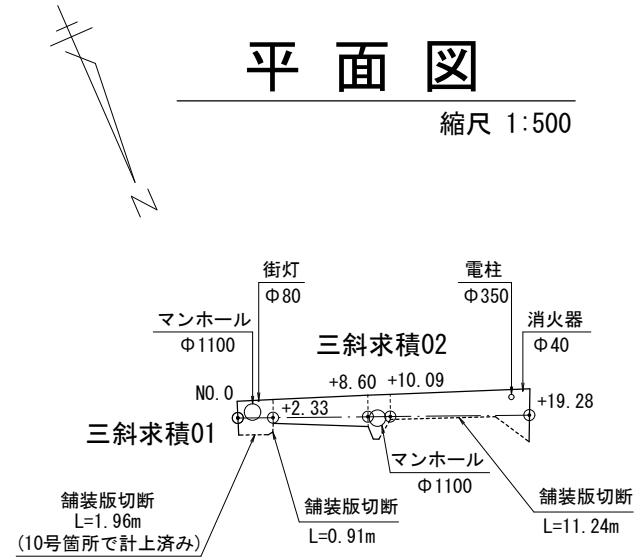 平 面 図
縮尺 1:500
N
街灯
Φ80
電柱
Φ350
マンホール
Φ1100
消火器
Φ40
三斜求積02
NO.0
+2.33
+8.60
+10.09
+19.28
三斜求積01
マンホール
Φ1100
舗装版切断
L=1.96m
(10号箇所で計上済み)
舗装版切断
L=0.91m
舗装版切断
L=11.24m